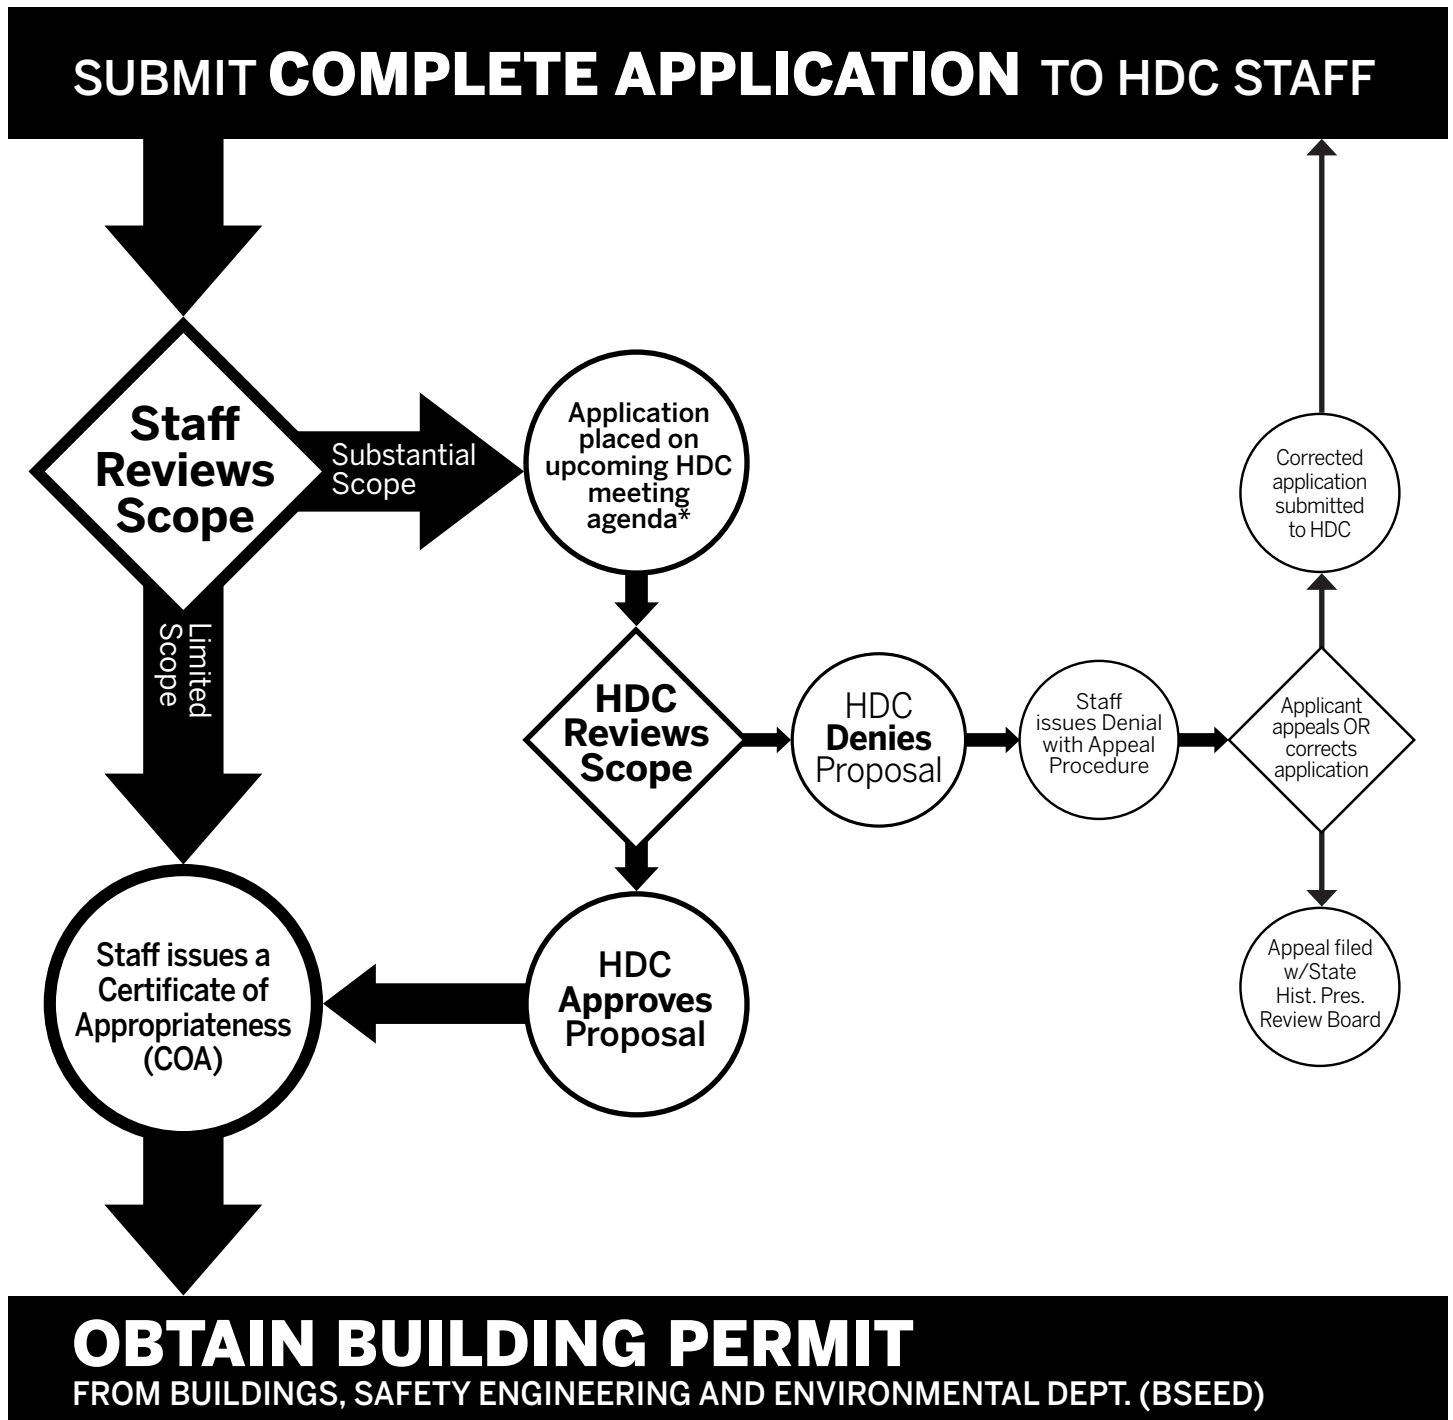 SUBMIT COMPLETE APPLICATION TO HDC STAFF
Staff
Reviews
Scope
Substantial
Scope
Application
placed on
upcoming HDC
meeting
agenda*
Corrected
application
submitted
to HDC
Limited
Scope
HDC
Reviews
Scope
HDC
Denies
Proposal
Staff
issues Denial
with Appeal
Procedure
Applicant
appeals OR
corrects
application
Staff issues a
Certificate of
Appropriateness
(COA)
HDC
Approves
Proposal
Appeal filed
w/State
Hist. Pres.
Review Board
OBTAIN BUILDING PERMIT
FROM BUILDINGS, SAFETY ENGINEERING AND ENVIRONMENTAL DEPT. (BSEED)